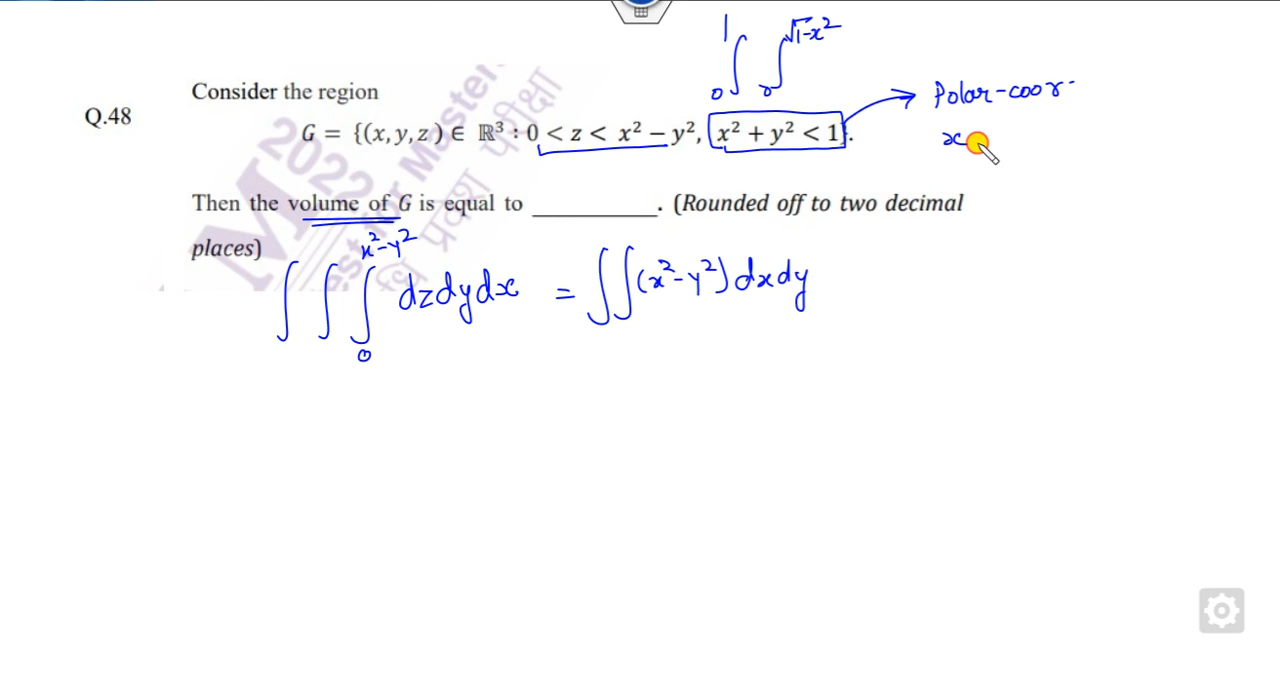 1 √1-x²
∫ ∫
0 0
Consider the region
→ Polar-coor-
Q.48
G = {(x, y, z) ∈ ℝ³ : 0 < z < x² − y², x² + y² < 1}.
x
Then the volume of G is equal to __________. (Rounded off to two decimal
places)
∫ ∫ ∫₀^(x²-y²) dzdydx = ∫∫(x²-y²) dxdy
2022